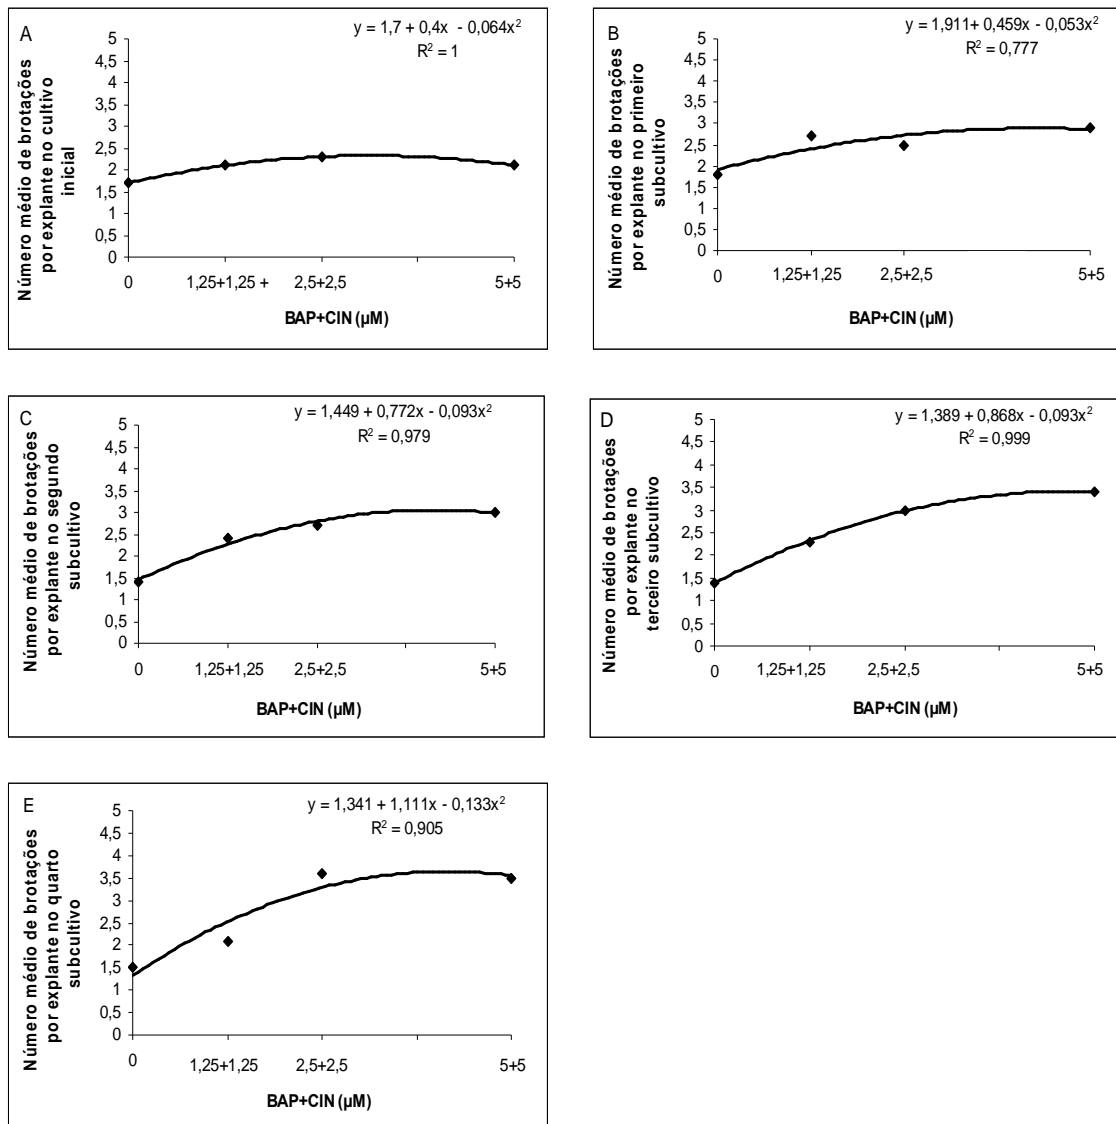 A
y = 1,7 + 0,4x - 0,064x²
R² = 1
Número médio de brotações
por explante no cultivo
inicial
5
4,5
4
3,5
3
2,5
2
1,5
1
0,5
0
0
1,25+1,25 +
2,5+2,5
5+5
BAP+CIN (µM)
B
y = 1,911+ 0,459x - 0,053x²
R² = 0,777
Número médio de brotações
por explante no primeiro
subcultivo
5
4,5
4
3,5
3
2,5
2
1,5
1
0,5
0
0
1,25+1,25
2,5+2,5
5+5
BAP+CIN (µM)
C
y = 1,449 + 0,772x - 0,093x²
R² = 0,979
Número médio de brotações
por explante no segundo
subcultivo
5
4,5
4
3,5
3
2,5
2
1,5
1
0,5
0
0
1,25+1,25
2,5+2,5
5+5
BAP+CIN (µM)
D
y = 1,389 + 0,868x - 0,093x²
R² = 0,999
Número médio de brotações
por explante no
terceiro subcultivo
5
4,5
4
3,5
3
2,5
2
1,5
1
0,5
0
0
1,25+1,25
2,5+2,5
5+5
BAP+CIN (µM)
E
y = 1,341 + 1,111x - 0,133x²
R² = 0,905
Número médio de brotações
por explante no quarto
subcultivo
5
4,5
4
3,5
3
2,5
2
1,5
1
0,5
0
0
1,25+1,25
2,5+2,5
5+5
BAP+CIN (µM)